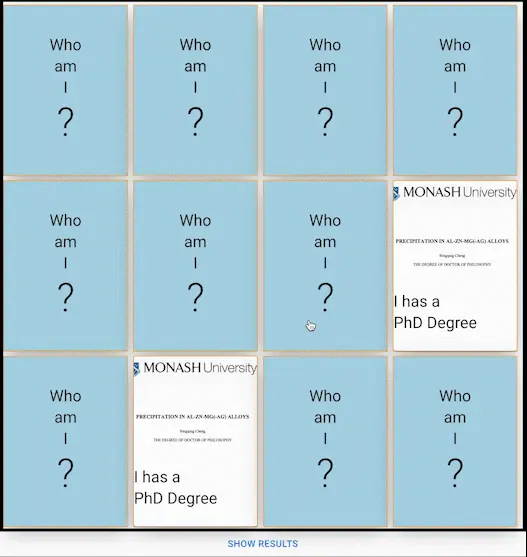 Who
am
I
?
Who
am
I
?
Who
am
I
?
Who
am
I
?
Who
am
I
?
Who
am
I
?
Who
am
I
?
MONASH University
PRECIPITATION IN AL-ZN-MG(-AG) ALLOYS
Cheng
THE DEGREE OF DOCTOR OF PHILOSOPHY
I has a
PhD Degree
Who
am
I
?
MONASH University
PRECIPITATION IN AL-ZN-MG(-AG) ALLOYS
Cheng
THE DEGREE OF DOCTOR OF PHILOSOPHY
I has a
PhD Degree
Who
am
I
?
Who
am
I
?
SHOW RESULTS